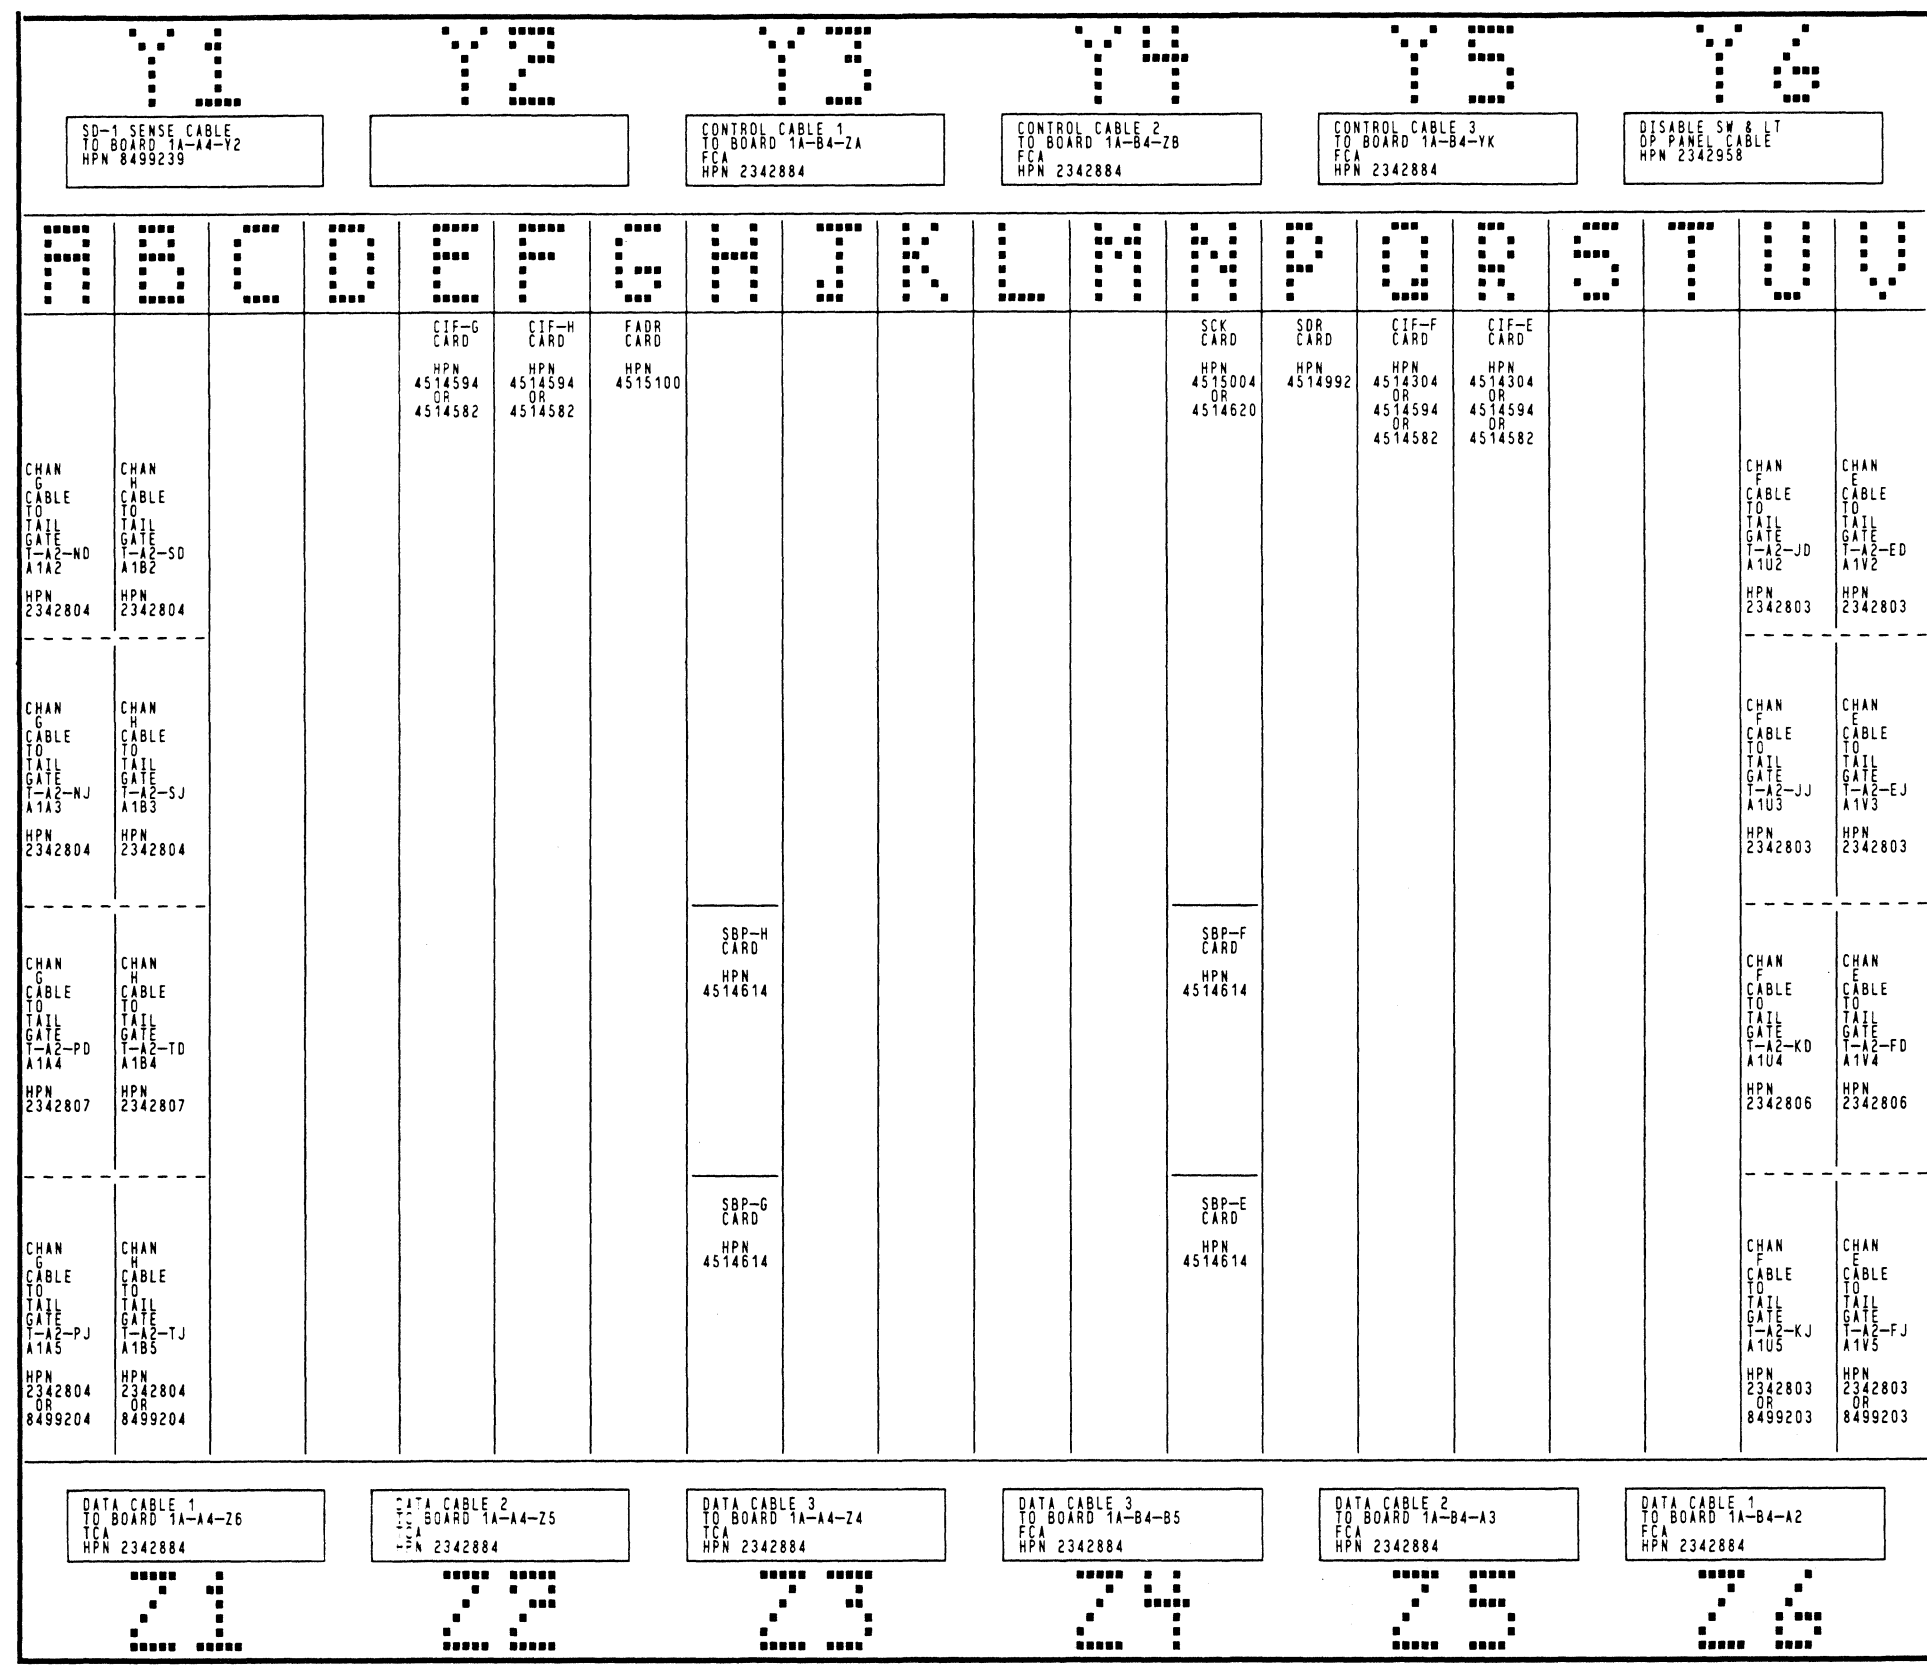 Y1 Y2 Y3 Y4 Y5 Y6
SD-1 SENSE CABLE
TO BOARD 1A-A4-Y2
HPN 8499239
CONTROL CABLE 1
TO BOARD 1A-B4-ZA
FCA
HPN 2342884
CONTROL CABLE 2
TO BOARD 1A-B4-ZB
FCA
HPN 2342884
CONTROL CABLE 3
TO BOARD 1A-B4-YK
FCA
HPN 2342884
DISABLE SW & LT
OP PANEL CABLE
HPN 2342958
A B C D E F G H J K L M N P Q R S T U V
CIF-G
CARD
HPN
4514594
OR
4514582
CIF-H
CARD
HPN
4514594
OR
4514582
FADR
CARD
HPN
4515100
SCK
CARD
HPN
4515004
OR
4514620
SDR
CARD
HPN
4514992
CIF-F
CARD
HPN
4514304
OR
4514594
OR
4514582
CIF-E
CARD
HPN
4514304
OR
4514594
OR
4514582
CHAN
G
CABLE
TO
TAIL
GATE
T-A2-ND
A1A2
HPN
2342804
CHAN
H
CABLE
TO
TAIL
GATE
T-A2-SD
A1B2
HPN
2342804
CHAN
F
CABLE
TO
TAIL
GATE
T-A2-JD
A1U2
HPN
2342803
CHAN
E
CABLE
TO
TAIL
GATE
T-A2-ED
A1V2
HPN
2342803
CHAN
G
CABLE
TO
TAIL
GATE
T-A2-NJ
A1A3
HPN
2342804
CHAN
H
CABLE
TO
TAIL
GATE
T-A2-SJ
A1B3
HPN
2342804
CHAN
F
CABLE
TO
TAIL
GATE
T-A2-JJ
A1U3
HPN
2342803
CHAN
E
CABLE
TO
TAIL
GATE
T-A2-EJ
A1V3
HPN
2342803
CHAN
G
CABLE
TO
TAIL
GATE
T-A2-PD
A1A4
HPN
2342807
CHAN
H
CABLE
TO
TAIL
GATE
T-A2-TD
A1B4
HPN
2342807
SBP-H
CARD
HPN
4514614
SBP-F
CARD
HPN
4514614
CHAN
F
CABLE
TO
TAIL
GATE
T-A2-KD
A1U4
HPN
2342806
CHAN
E
CABLE
TO
TAIL
GATE
T-A2-FD
A1V4
HPN
2342806
CHAN
G
CABLE
TO
TAIL
GATE
T-A2-PJ
A1A5
HPN
2342804
OR
8499204
CHAN
H
CABLE
TO
TAIL
GATE
T-A2-TJ
A1B5
HPN
2342804
OR
8499204
SBP-G
CARD
HPN
4514614
SBP-E
CARD
HPN
4514614
CHAN
F
CABLE
TO
TAIL
GATE
T-A2-KJ
A1U5
HPN
2342803
OR
8499203
CHAN
E
CABLE
TO
TAIL
GATE
T-A2-FJ
A1V5
HPN
2342803
OR
8499203
DATA CABLE 1
TO BOARD 1A-A4-Z6
TCA
HPN 2342884
DATA CABLE 2
TO BOARD 1A-A4-Z5
TCA
HPN 2342884
DATA CABLE 3
TO BOARD 1A-A4-Z4
TCA
HPN 2342884
DATA CABLE 3
TO BOARD 1A-B4-B5
FCA
HPN 2342884
DATA CABLE 2
TO BOARD 1A-B4-A3
FCA
HPN 2342884
DATA CABLE 1
TO BOARD 1A-B4-A2
FCA
HPN 2342884
Z1 Z2 Z3 Z4 Z5 Z6